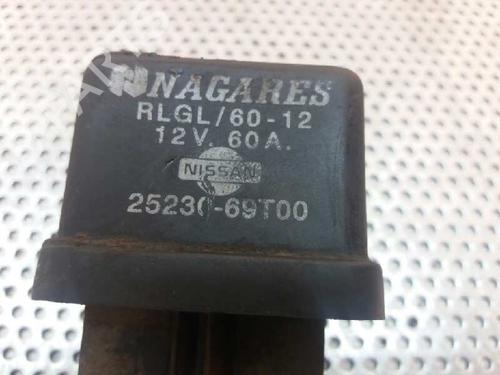 NAGARES
RLGL/60-12
12V. 60A.
NISSAN
25230-69T00